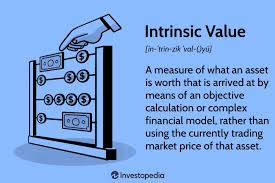 Intrinsic Value
[in-ˈtrin-zik ˈval-(ˌ)yü]
A measure of what an asset
is worth that is arrived at by
means of an objective
calculation or complex
financial model, rather than
using the currently trading
market price of that asset.
$ $
$ $ $
$
$ $ $
Investopedia